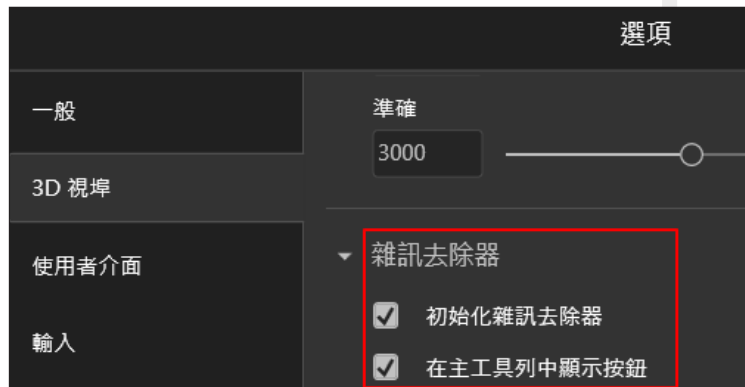 選項
一般
3D 視埠
使用者介面
輸入
準確
3000
雜訊去除器
初始化雜訊去除器
在主工具列中顯示按鈕